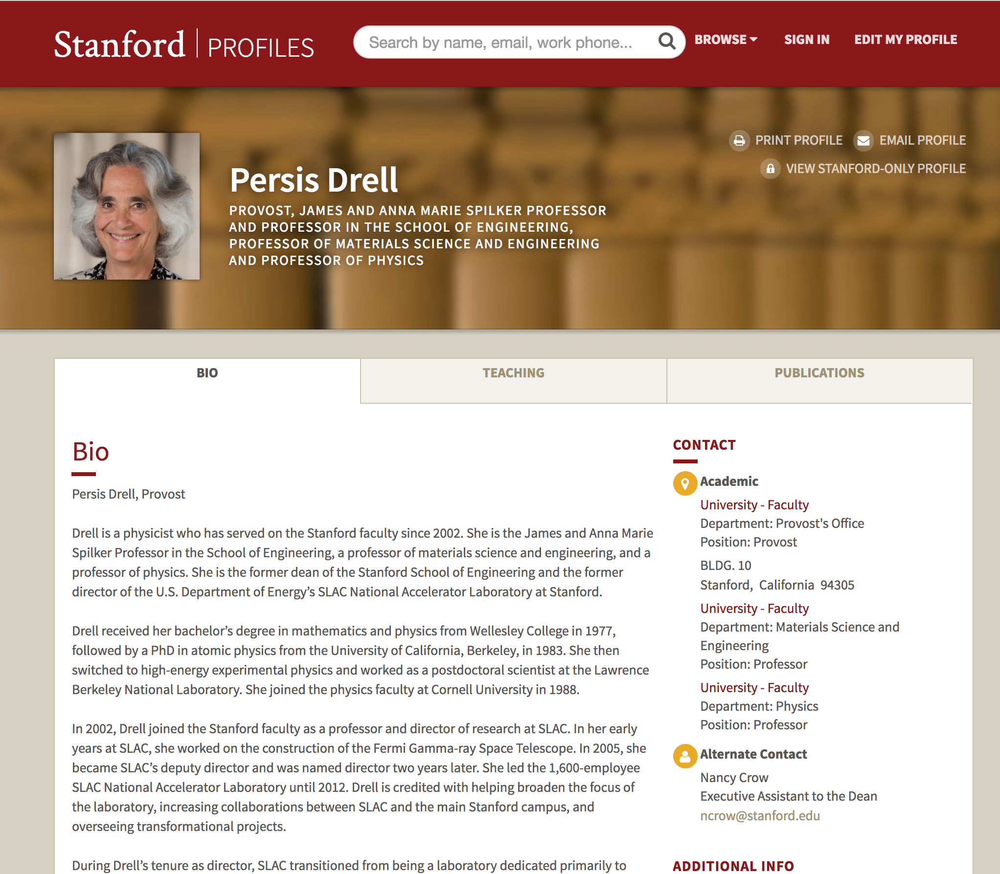 Stanford | PROFILES
Search by name, email, work phone...
BROWSE
SIGN IN
EDIT MY PROFILE
PRINT PROFILE
EMAIL PROFILE
VIEW STANFORD-ONLY PROFILE
Persis Drell
PROVOST, JAMES AND ANNA MARIE SPILKER PROFESSOR
AND PROFESSOR IN THE SCHOOL OF ENGINEERING,
PROFESSOR OF MATERIALS SCIENCE AND ENGINEERING
AND PROFESSOR OF PHYSICS
BIO
TEACHING
PUBLICATIONS
Bio
Persis Drell, Provost
Drell is a physicist who has served on the Stanford faculty since 2002. She is the James and Anna Marie
Spilker Professor in the School of Engineering, a professor of materials science and engineering, and a
professor of physics. She is the former dean of the Stanford School of Engineering and the former
director of the U.S. Department of Energy’s SLAC National Accelerator Laboratory at Stanford.
Drell received her bachelor’s degree in mathematics and physics from Wellesley College in 1977,
followed by a PhD in atomic physics from the University of California, Berkeley, in 1983. She then
switched to high-energy experimental physics and worked as a postdoctoral scientist at the Lawrence
Berkeley National Laboratory. She joined the physics faculty at Cornell University in 1988.
In 2002, Drell joined the Stanford faculty as a professor and director of research at SLAC. In her early
years at SLAC, she worked on the construction of the Fermi Gamma-ray Space Telescope. In 2005, she
became SLAC’s deputy director and was named director two years later. She led the 1,600-employee
SLAC National Accelerator Laboratory until 2012. Drell is credited with helping broaden the focus of
the laboratory, increasing collaborations between SLAC and the main Stanford campus, and
overseeing transformational projects.
During Drell’s tenure as director, SLAC transitioned from being a laboratory dedicated primarily to
CONTACT
Academic
University - Faculty
Department: Provost's Office
Position: Provost
BLDG. 10
Stanford, California 94305
University - Faculty
Department: Materials Science and
Engineering
Position: Professor
University - Faculty
Department: Physics
Position: Professor
Alternate Contact
Nancy Crow
Executive Assistant to the Dean
ncrow@stanford.edu
ADDITIONAL INFO